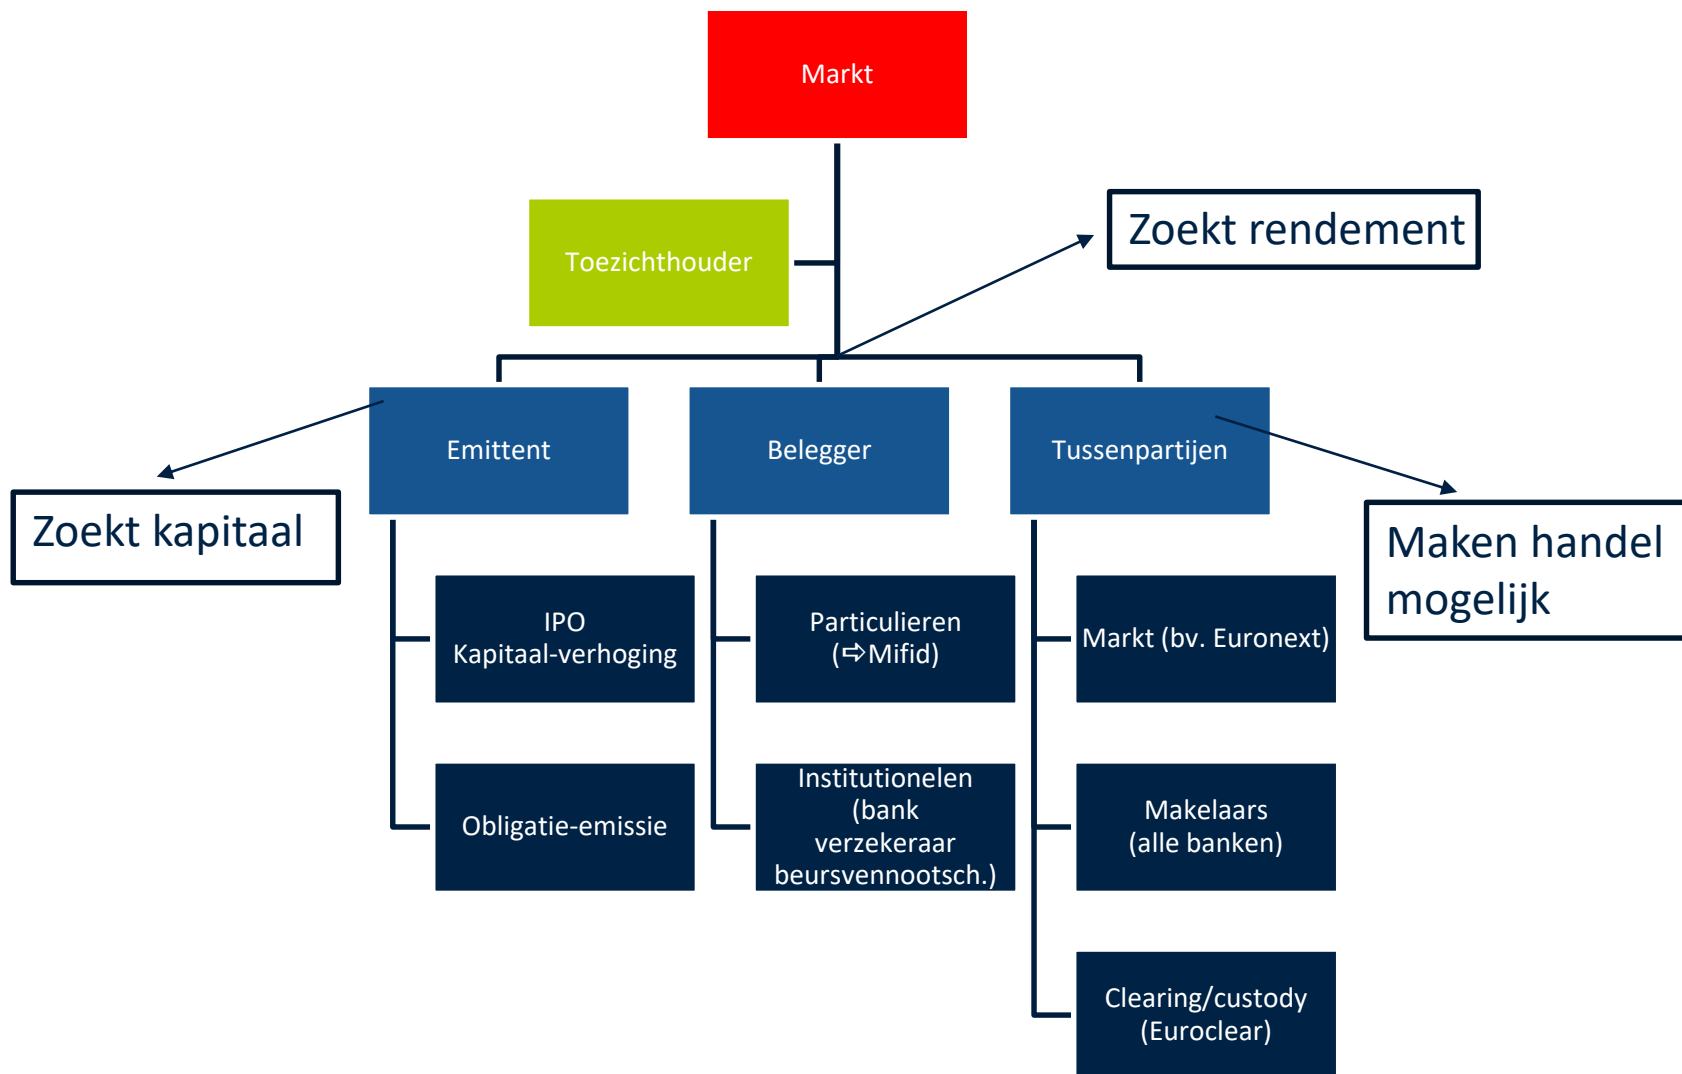 Markt
Toezichthouder
Zoekt rendement
Emittent
Belegger
Tussenpartijen
Zoekt kapitaal
Maken handel
mogelijk
IPO
Kapitaal-verhoging
Particulieren
(⇨Mifid)
Markt (bv. Euronext)
Obligatie-emissie
Institutionelen
(bank
verzekeraar
beursvennootsch.)
Makelaars
(alle banken)
Clearing/custody
(Euroclear)